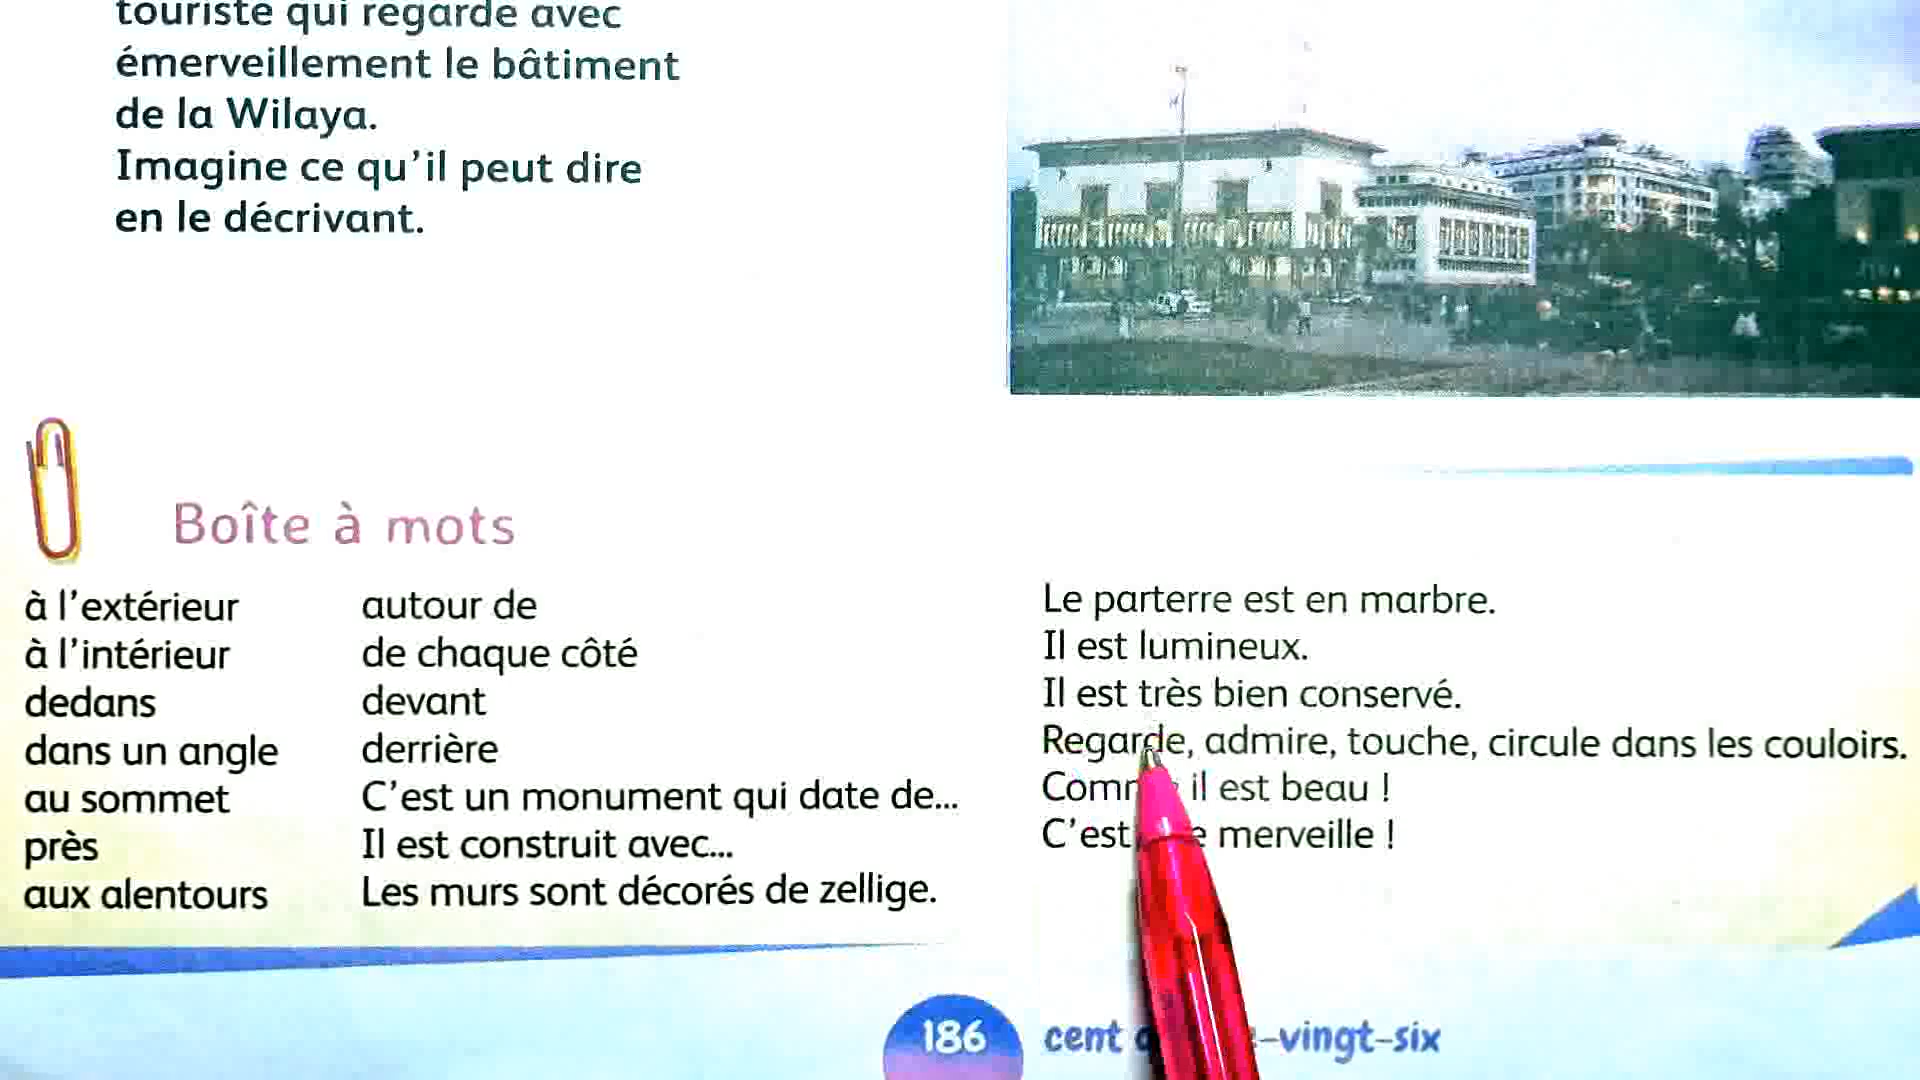 touriste qui regarde avec
émerveillement le bâtiment
de la Wilaya.
Imagine ce qu'il peut dire
en le décrivant.
Boîte à mots
à l'extérieur
à l'intérieur
dedans
dans un angle
au sommet
près
aux alentours
autour de
de chaque côté
devant
derrière
C'est un monument qui date de...
Il est construit avec...
Les murs sont décorés de zellige.
Le parterre est en marbre.
Il est lumineux.
Il est très bien conservé.
Regarde, admire, touche, circule dans les couloirs.
il est beau !
C'est merveille !
186
cent -vingt-six